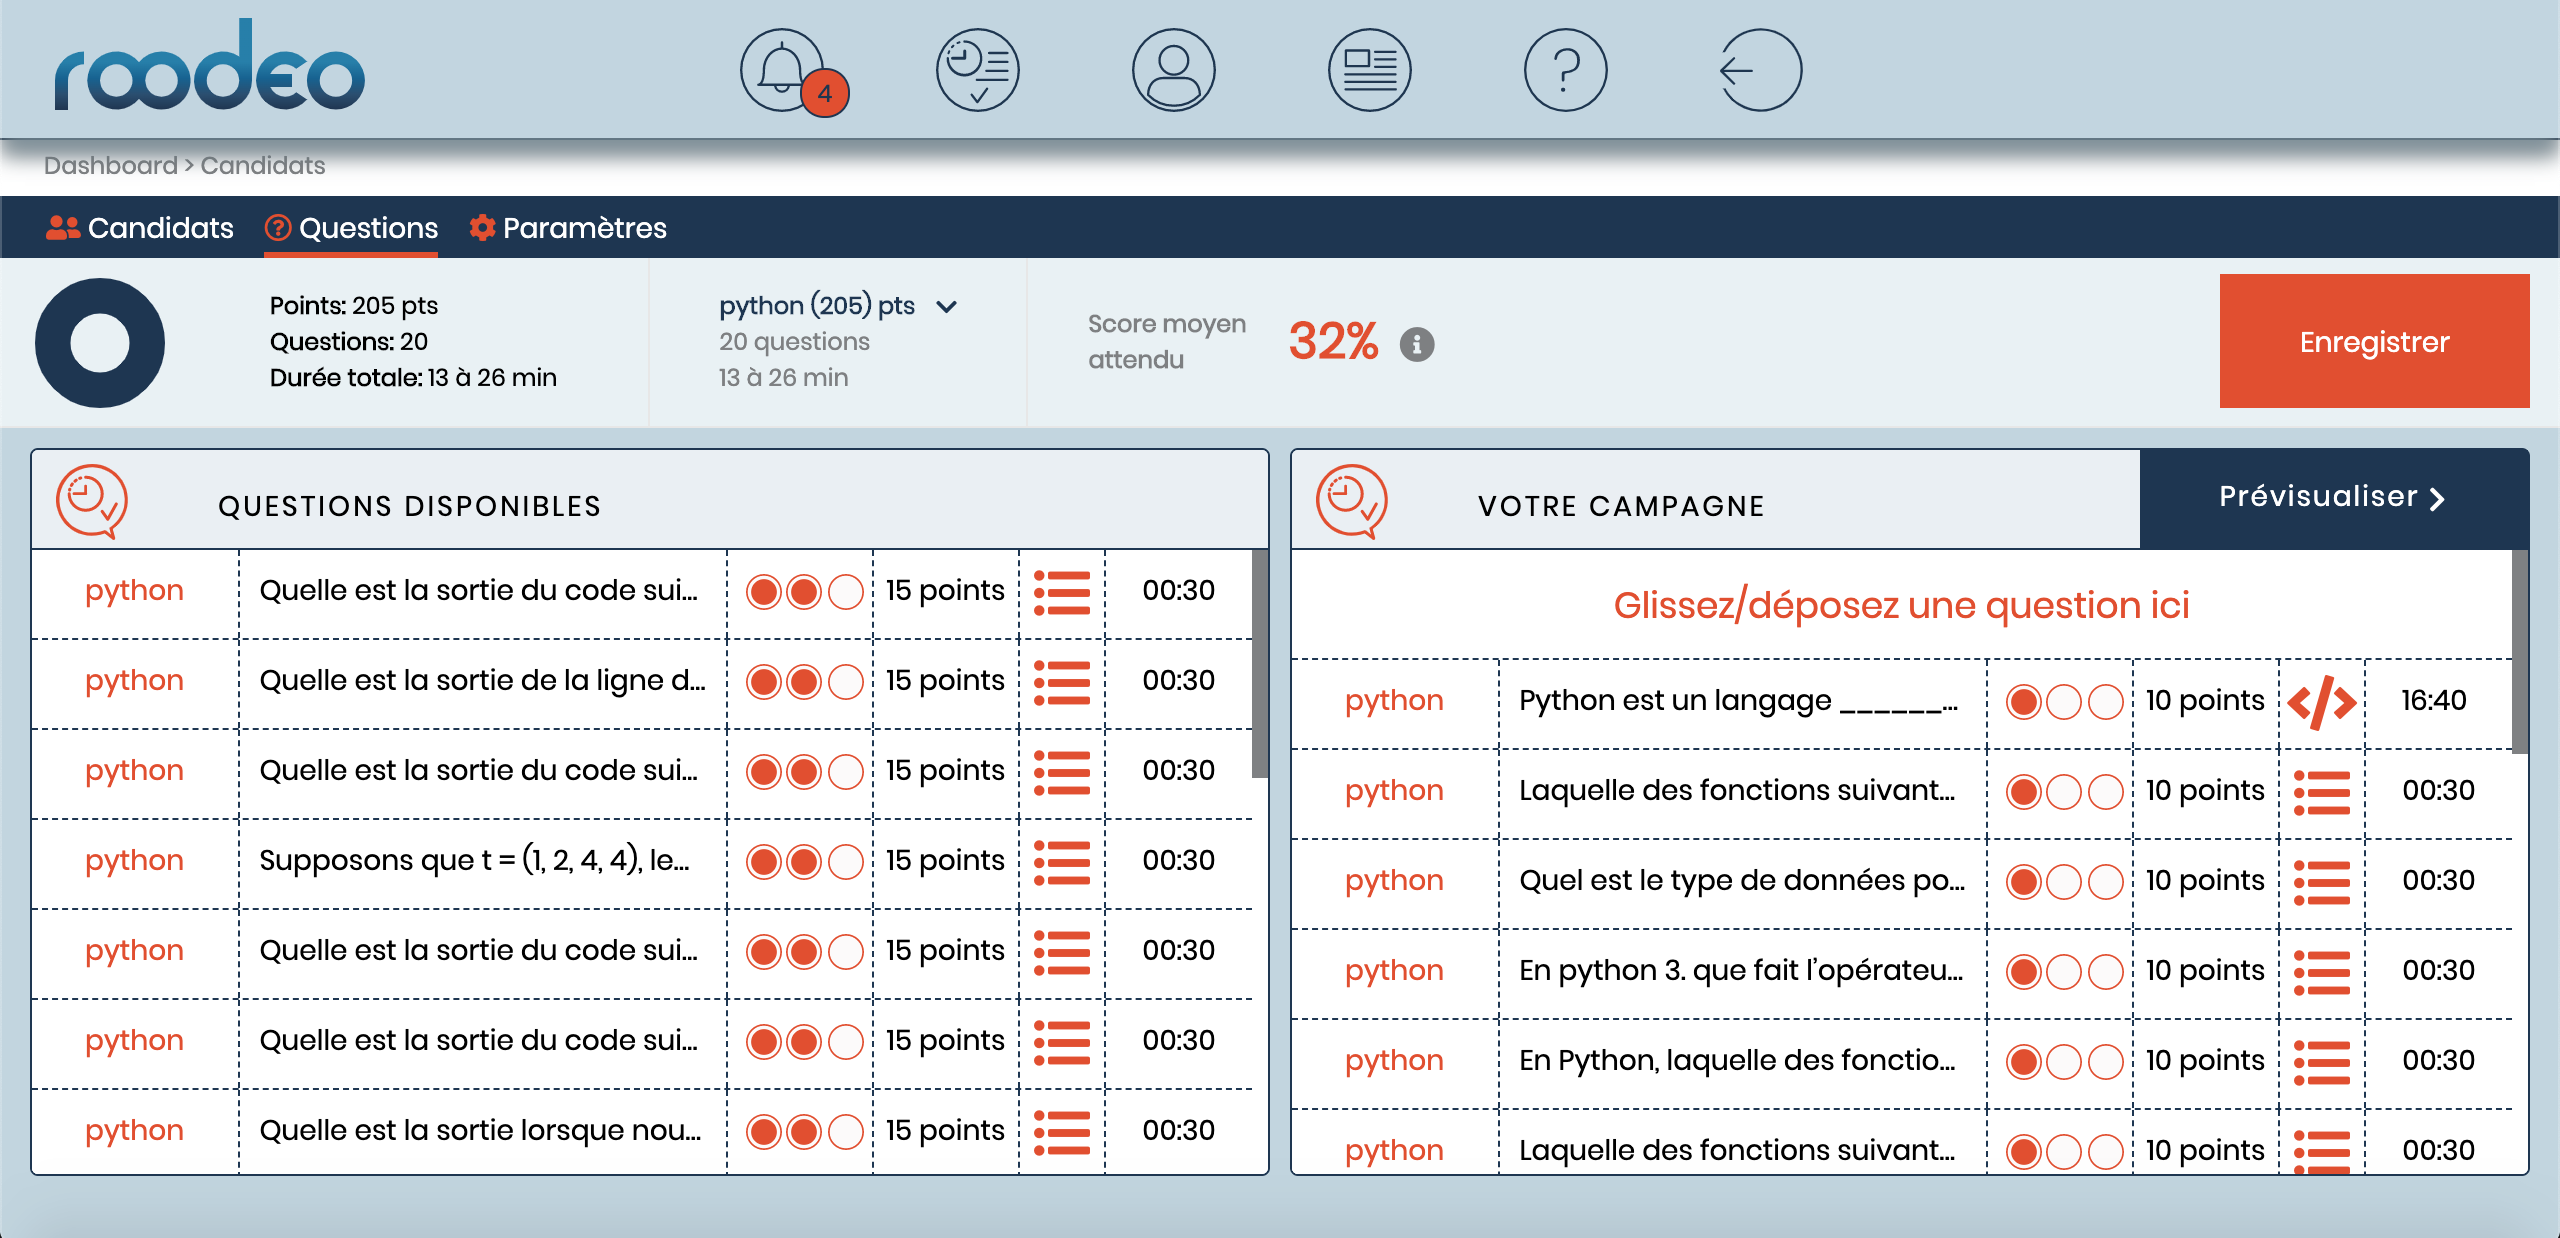 roodeo
4
Dashboard > Candidats
Candidats
Questions
Paramètres
Points: 205 pts
Questions: 20
Durée totale: 13 à 26 min
python (205) pts
20 questions
13 à 26 min
Score moyen
attendu
32%
Enregistrer
QUESTIONS DISPONIBLES
python Quelle est la sortie du code sui... 15 points 00:30
python Quelle est la sortie de la ligne d... 15 points 00:30
python Quelle est la sortie du code sui... 15 points 00:30
python Supposons que t = (1, 2, 4, 4), le... 15 points 00:30
python Quelle est la sortie du code sui... 15 points 00:30
python Quelle est la sortie du code sui... 15 points 00:30
python Quelle est la sortie lorsque nou... 15 points 00:30
VOTRE CAMPAGNE
Prévisualiser
Glissez/déposez une question ici
python Python est un langage ______... 10 points 16:40
python Laquelle des fonctions suivant... 10 points 00:30
python Quel est le type de données po... 10 points 00:30
python En python 3. que fait l’opérateu... 10 points 00:30
python En Python, laquelle des fonctio... 10 points 00:30
python Laquelle des fonctions suivant... 10 points 00:30